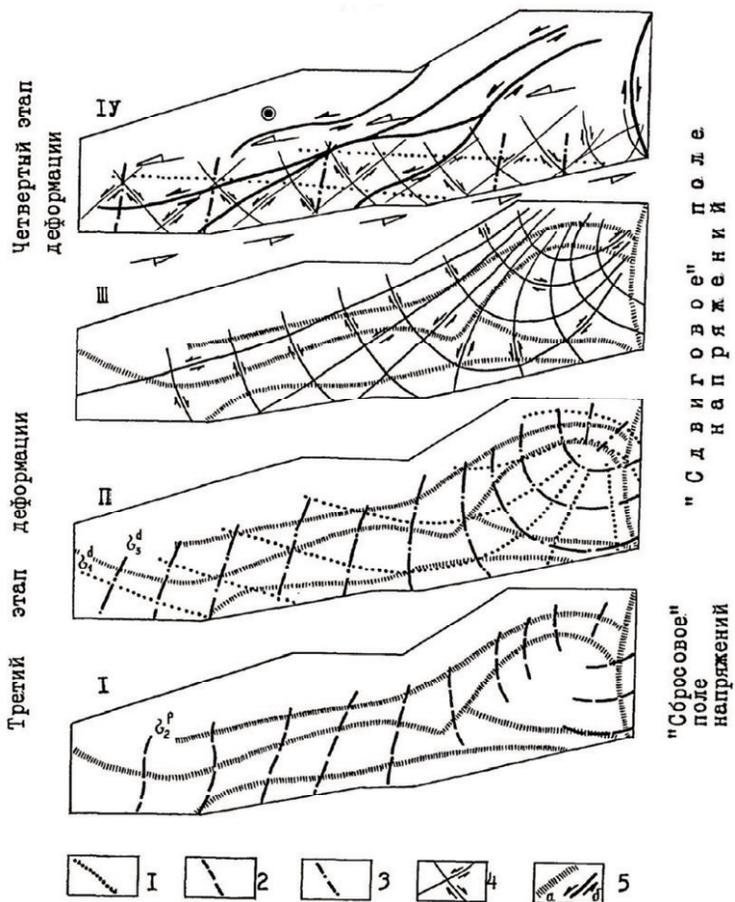 Четвертый этап
деформации
IУ
Ш
П
I
Третий этап деформации
"Сдвиговое" поле
напряжений
"Сбросовое"
поле
напряжений
I
2
3
4
а
б
5